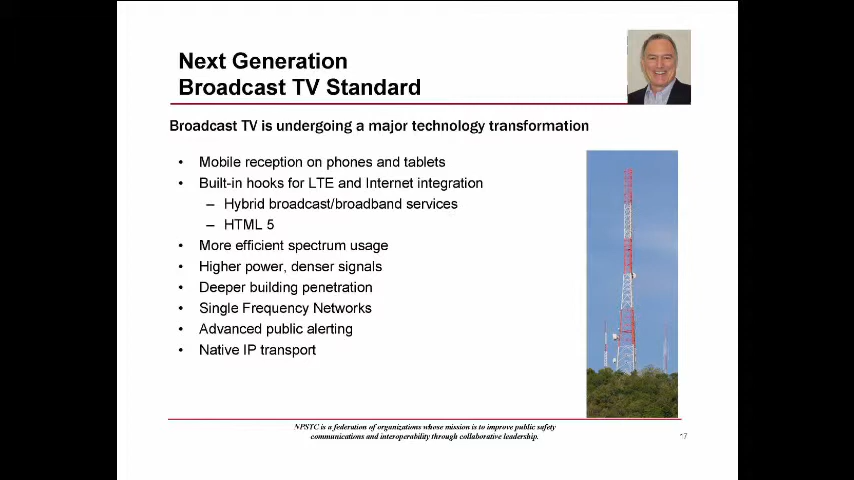 Next Generation
Broadcast TV Standard
Broadcast TV is undergoing a major technology transformation
• Mobile reception on phones and tablets
• Built-in hooks for LTE and Internet integration
– Hybrid broadcast/broadband services
– HTML 5
• More efficient spectrum usage
• Higher power, denser signals
• Deeper building penetration
• Single Frequency Networks
• Advanced public alerting
• Native IP transport
NPSTC is a federation of organizations whose mission is to improve public safety
communications and interoperability through collaborative leadership.